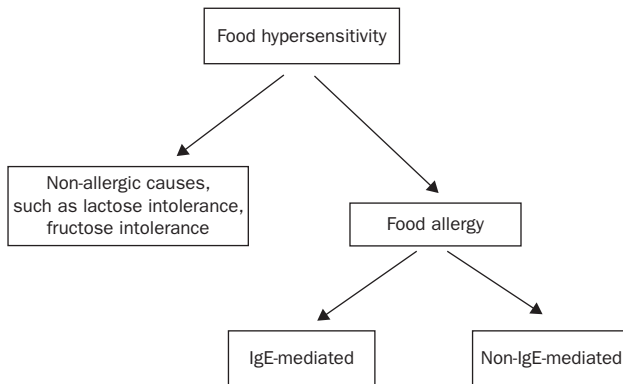 Food hypersensitivity
Non-allergic causes,
such as lactose intolerance,
fructose intolerance
Food allergy
IgE-mediated
Non-IgE-mediated